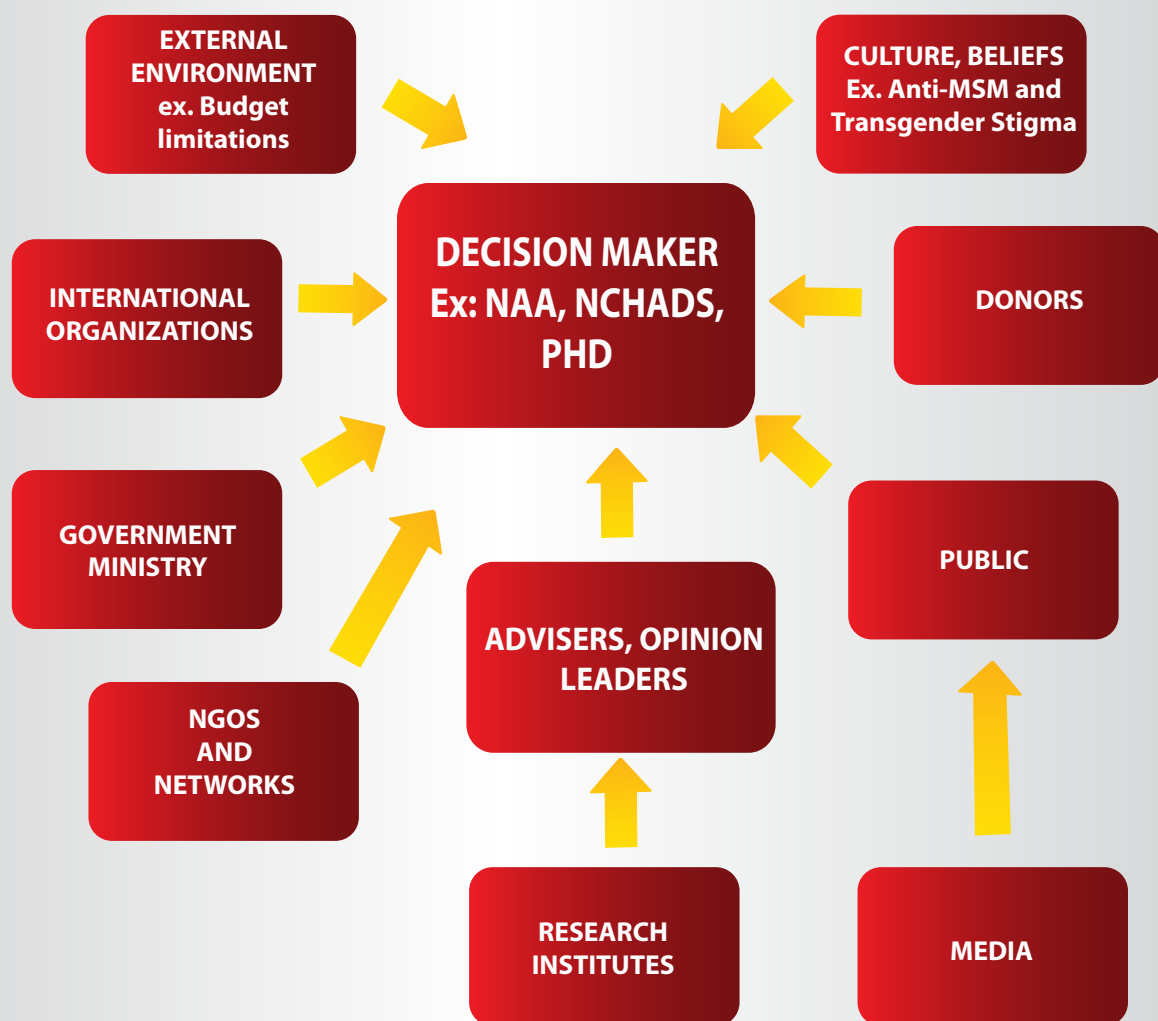 EXTERNAL
ENVIRONMENT
ex. Budget
limitations
CULTURE, BELIEFS
Ex. Anti-MSM and
Transgender Stigma
DECISION MAKER
Ex: NAA, NCHADS,
PHD
INTERNATIONAL
ORGANIZATIONS
DONORS
GOVERNMENT
MINISTRY
PUBLIC
ADVISERS, OPINION
LEADERS
NGOS
AND
NETWORKS
RESEARCH
INSTITUTES
MEDIA